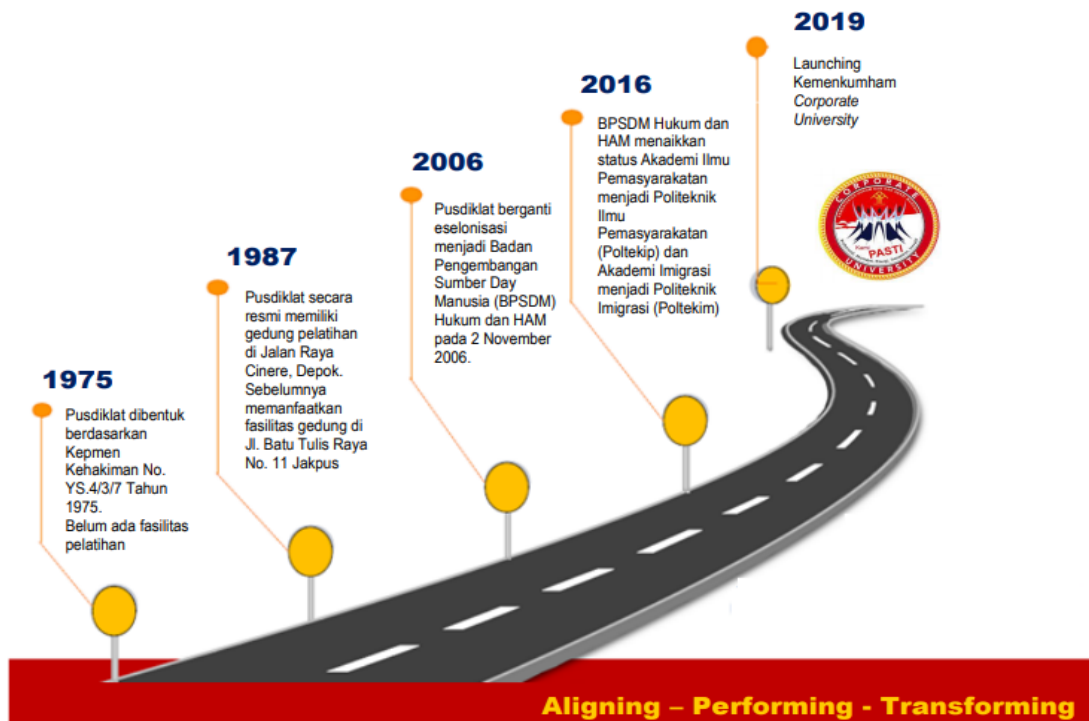 1975
Pusdiklat dibentuk
berdasarkan
Kepmen
Kehakiman No.
YS.4/3/7 Tahun
1975.
Belum ada fasilitas
pelatihan
1987
Pusdiklat secara
resmi memiliki
gedung pelatihan
di Jalan Raya
Cinere, Depok.
Sebelumnya
memanfaatkan
fasilitas gedung di
Jl. Batu Tulis Raya
No. 11 Jakpus
2006
Pusdiklat berganti
eselonisasi
menjadi Badan
Pengembangan
Sumber Day
Manusia (BPSDM)
Hukum dan HAM
pada 2 November
2006.
2016
BPSDM Hukum dan
HAM menaikkan
status Akademi Ilmu
Pemasyarakatan
menjadi Politeknik
Ilmu
Pemasyarakatan
(Poltekip) dan
Akademi Imigrasi
menjadi Politeknik
Imigrasi (Poltekim)
2019
Launching
Kemenkumham
Corporate
University
CORPORATE
Kami
PASTI
UNIVERSITY
Aligning – Performing - Transforming